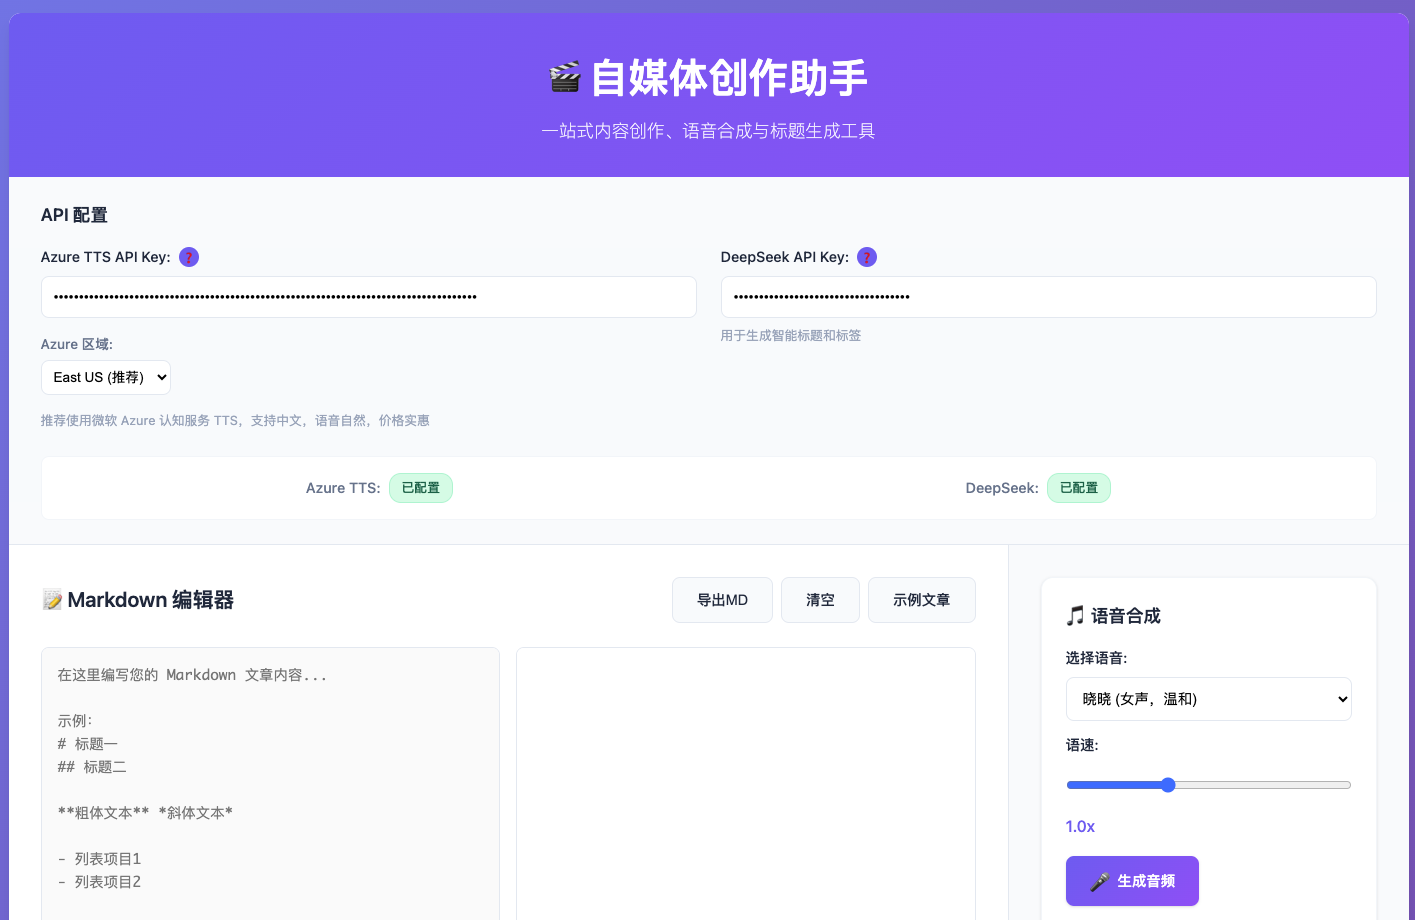 🎬 自媒体创作助手
一站式内容创作、语音合成与标题生成工具
API 配置
Azure TTS API Key: ?
••••••••••••••••••••••••••••••••••••••••••••••••••••••••••••••••••••••••••••••••••••
Azure 区域:
East US (推荐)
推荐使用微软 Azure 认知服务 TTS，支持中文，语音自然，价格实惠
DeepSeek API Key: ?
•••••••••••••••••••••••••••••••••••
用于生成智能标题和标签
Azure TTS: 已配置
DeepSeek: 已配置
📝 Markdown 编辑器
导出MD
清空
示例文章
在这里编写您的 Markdown 文章内容...
示例：
# 标题一
## 标题二
**粗体文本** *斜体文本*
- 列表项目1
- 列表项目2
🎵 语音合成
选择语音:
晓晓 (女声，温和)
语速:
1.0x
🎤 生成音频